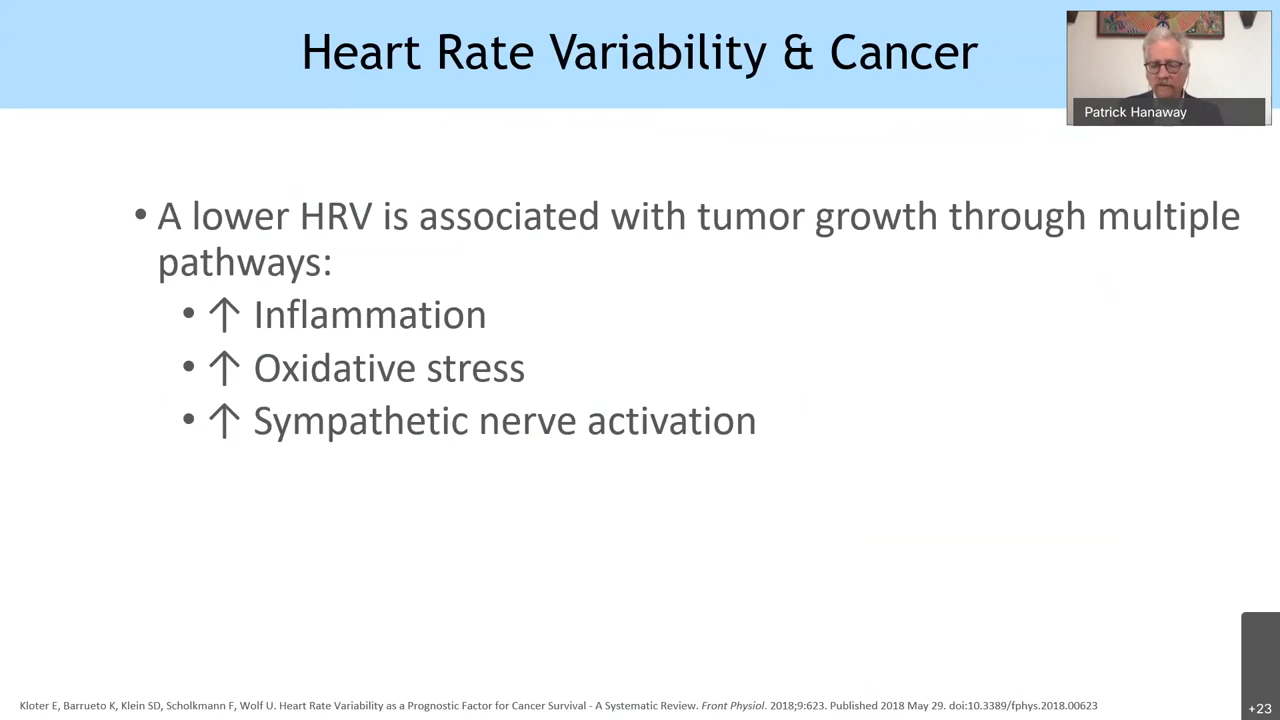 Heart Rate Variability & Cancer
Patrick Hanaway
• A lower HRV is associated with tumor growth through multiple
pathways:
• ↑ Inflammation
• ↑ Oxidative stress
• ↑ Sympathetic nerve activation
Kloter E, Barrueto K, Klein SD, Scholkmann F, Wolf U. Heart Rate Variability as a Prognostic Factor for Cancer Survival - A Systematic Review. Front Physiol. 2018;9:623. Published 2018 May 29. doi:10.3389/fphys.2018.00623
+23